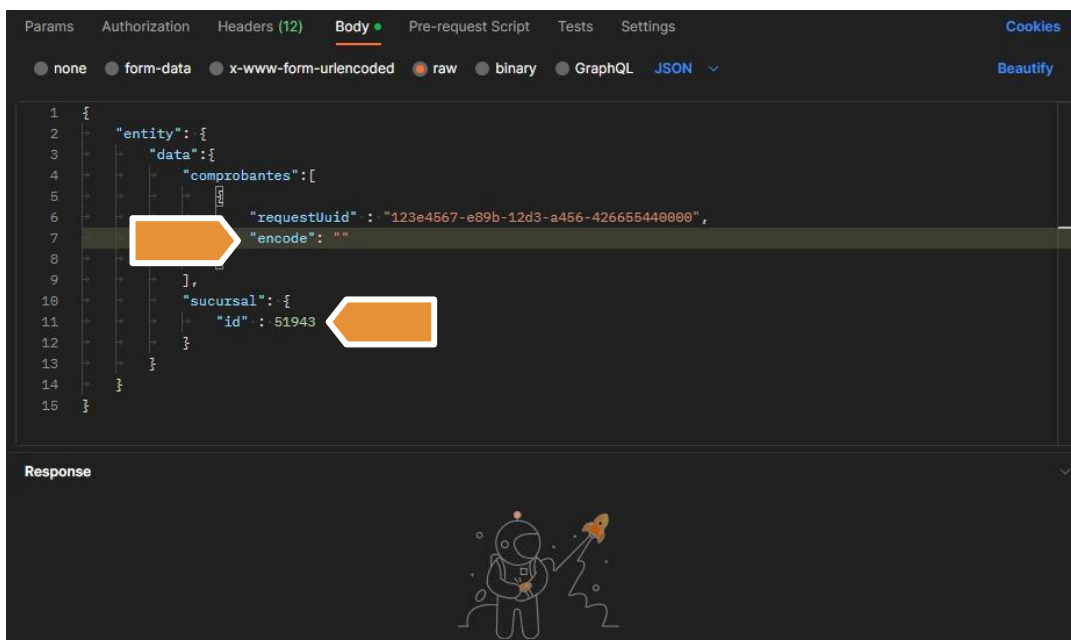 Params Authorization Headers (12) Body Pre-request Script Tests Settings Cookies
none form-data x-www-form-urlencoded raw binary GraphQL JSON Beautify
1 {
2 "entity": {
3 "data":{
4 "comprobantes":[
5 {
6 "requestUuid" : "123e4567-e89b-12d3-a456-426655440000",
7 "encode": ""
8
9 ],
10 "sucursal": {
11 "id" : 51943
12 }
13 }
14 }
15 }
Response